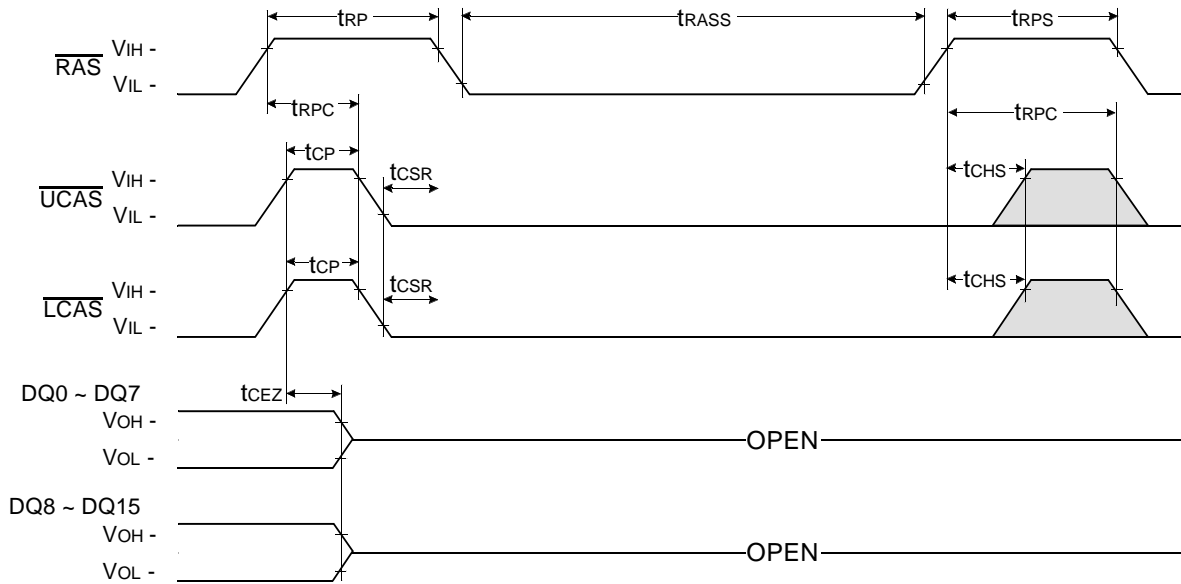 tRP tRASS tRPS
RAS VIH -
VIL -
tRPC tRPC
tCP tCSR tCHS
UCAS VIH -
VIL -
tCP tCSR tCHS
LCAS VIH -
VIL -
DQ0 ~ DQ7 tCEZ
VOH -
VOL - OPEN
DQ8 ~ DQ15
VOH -
VOL - OPEN